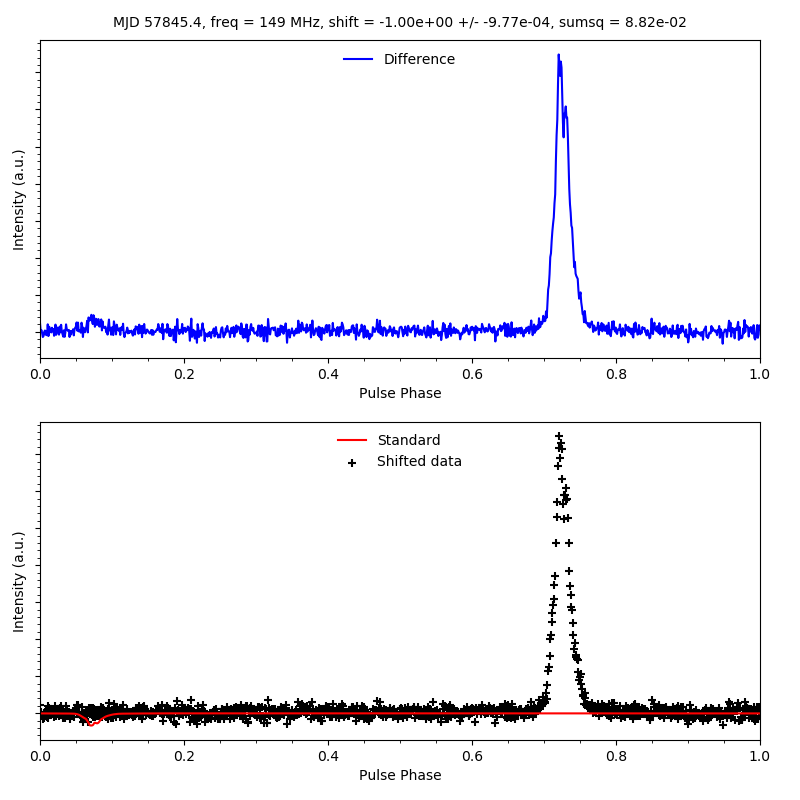 MJD 57845.4, freq = 149 MHz, shift = -1.00e+00 +/- -9.77e-04, sumsq = 8.82e-02
Difference
Intensity (a.u.)
0.0 0.2 0.4 0.6 0.8 1.0
Pulse Phase
Standard
Shifted data
Intensity (a.u.)
0.0 0.2 0.4 0.6 0.8 1.0
Pulse Phase